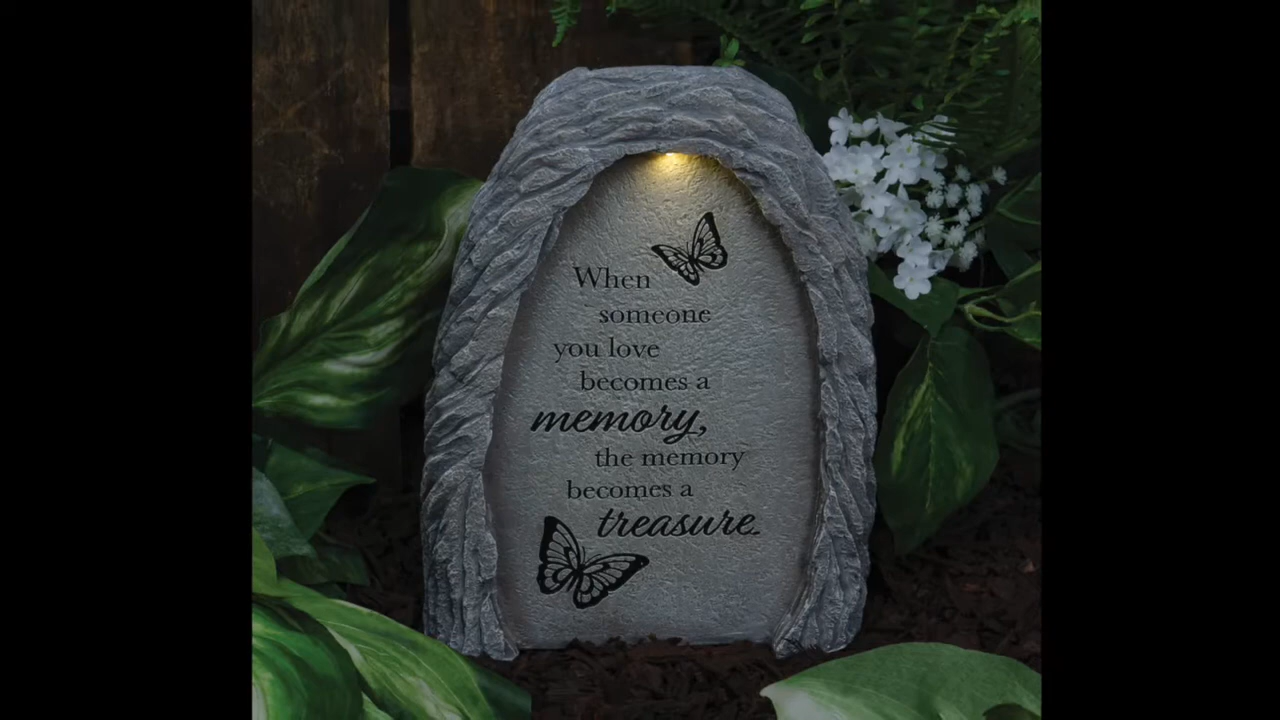 When
someone
you love
becomes a
memory,
the memory
becomes a
treasure.